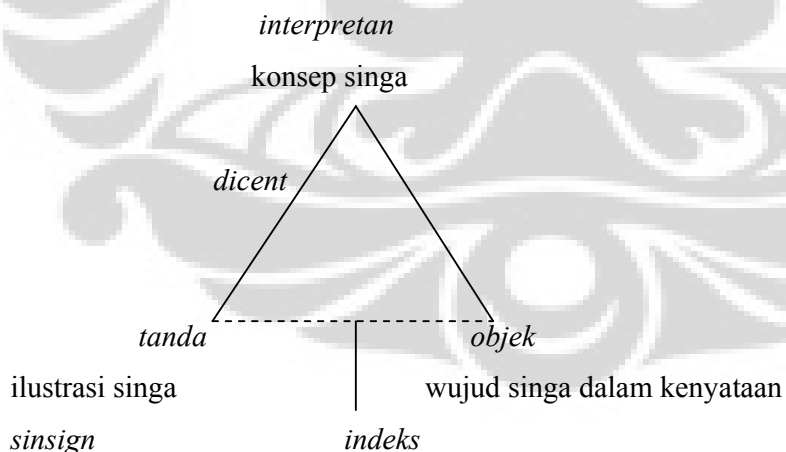 interpretan
konsep singa
dicent
tanda objek
ilustrasi singa wujud singa dalam kenyataan
sinsign indeks